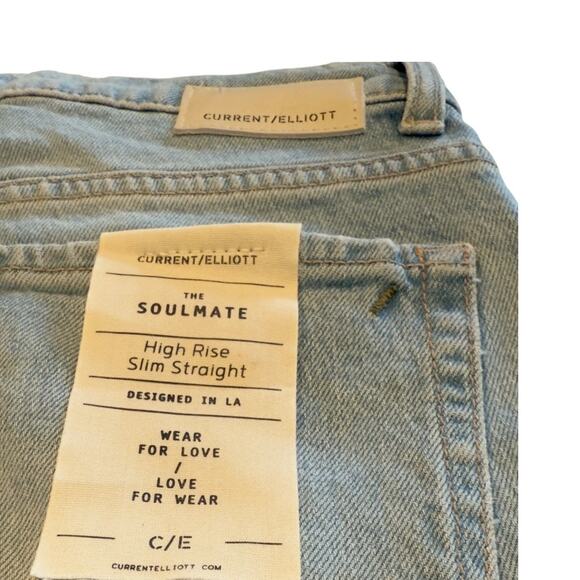 CURRENT/ELLIOTT
CURRENT/ELLIOTT
THE
SOULMATE
High Rise
Slim Straight
DESIGNED IN LA
WEAR
FOR LOVE
/
LOVE
FOR WEAR
C/E
CURRENTELLIOTT COM